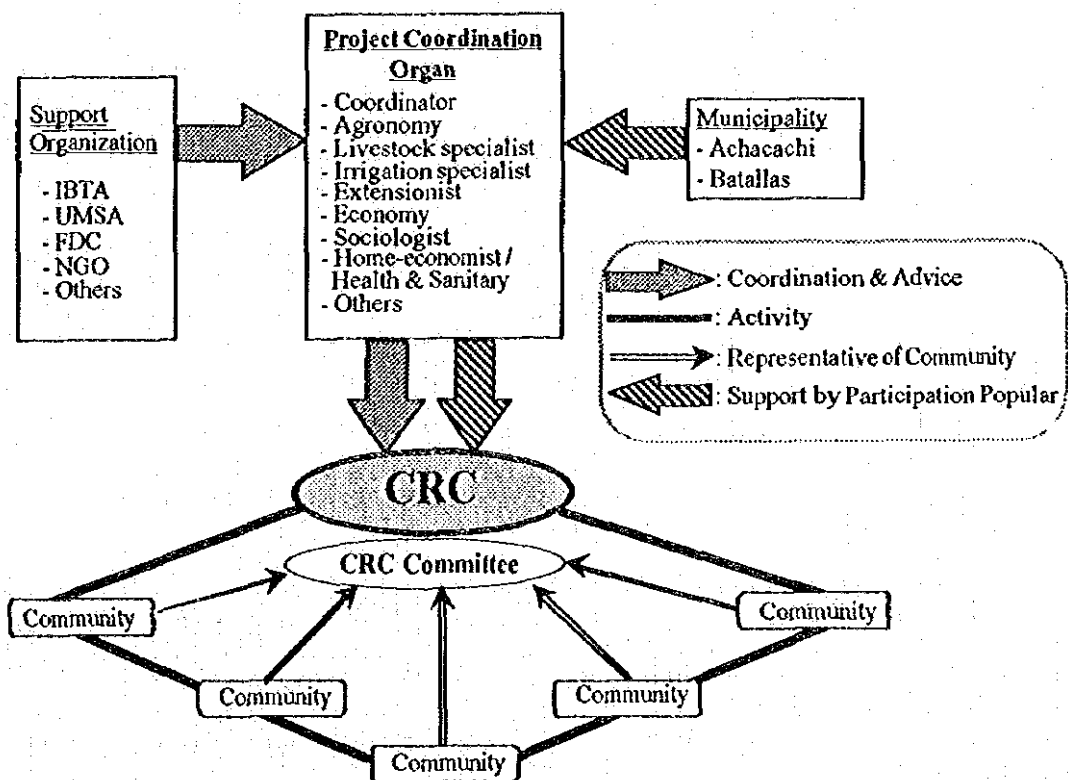 Project Coordination
Organ
- Coordinator
- Agronomy
- Livestock specialist
- Irrigation specialist
- Extensionist
- Economy
- Sociologist
- Home-economist /
Health & Sanitary
- Others
Support
Organization
- IBTA
- UMSA
- FDC
- NGO
- Others
Municipality
- Achacachi
- Batallas
: Coordination & Advice
: Activity
: Representative of Community
: Support by Participation Popular
CRC
CRC Committee
Community
Community
Community
Community
Community